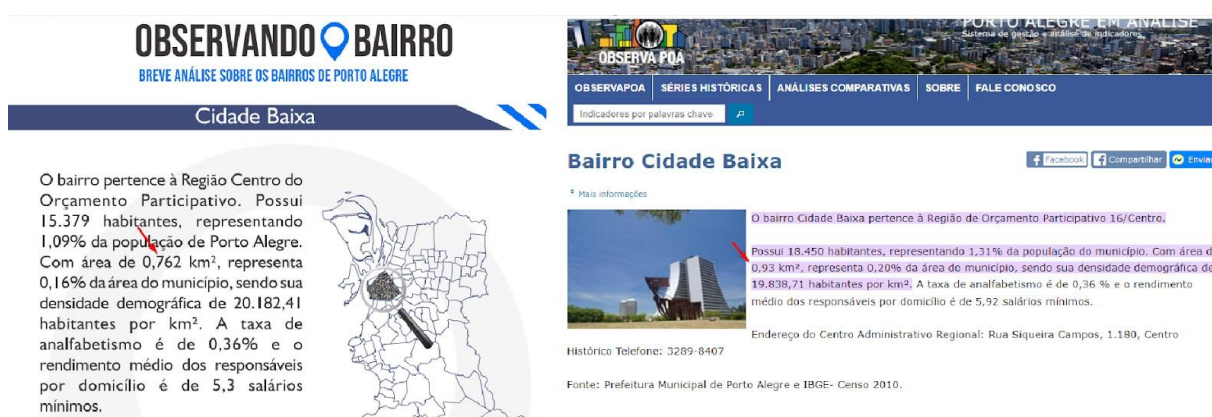 OBSERVANDO BAIRRO
BREVE ANÁLISE SOBRE OS BAIRROS DE PORTO ALEGRE
Cidade Baixa
O bairro pertence à Região Centro do
Orçamento Participativo. Possui
15.379 habitantes, representando
1,09% da população de Porto Alegre.
Com área de 0,762 km², representa
0,16% da área do município, sendo sua
densidade demográfica de 20.182,41
habitantes por km². A taxa de
analfabetismo é de 0,36% e o
rendimento médio dos responsáveis
por domicílio é de 5,3 salários
mínimos.
PORTO ALEGRE EM ANÁLISE
Sistema de gestão e análise de indicadores
OBSERVA POA
OBSERVAPOA SÉRIES HISTÓRICAS ANÁLISES COMPARATIVAS SOBRE FALE CONOSCO
Indicadores por palavras chave
Bairro Cidade Baixa
Facebook Compartilhar Enviar
Mais informações
O bairro Cidade Baixa pertence à Região de Orçamento Participativo 16/Centro.
Possui 18.450 habitantes, representando 1,31% da população do município. Com área d
0,93 km², representa 0,20% da área do município, sendo sua densidade demográfica de
19.838,71 habitantes por km². A taxa de analfabetismo é de 0,36 % e o rendimento
médio dos responsáveis por domicílio é de 5,92 salários mínimos.
Endereço do Centro Administrativo Regional: Rua Siqueira Campos, 1.180, Centro
Histórico Telefone: 3289-8407
Fonte: Prefeitura Municipal de Porto Alegre e IBGE- Censo 2010.